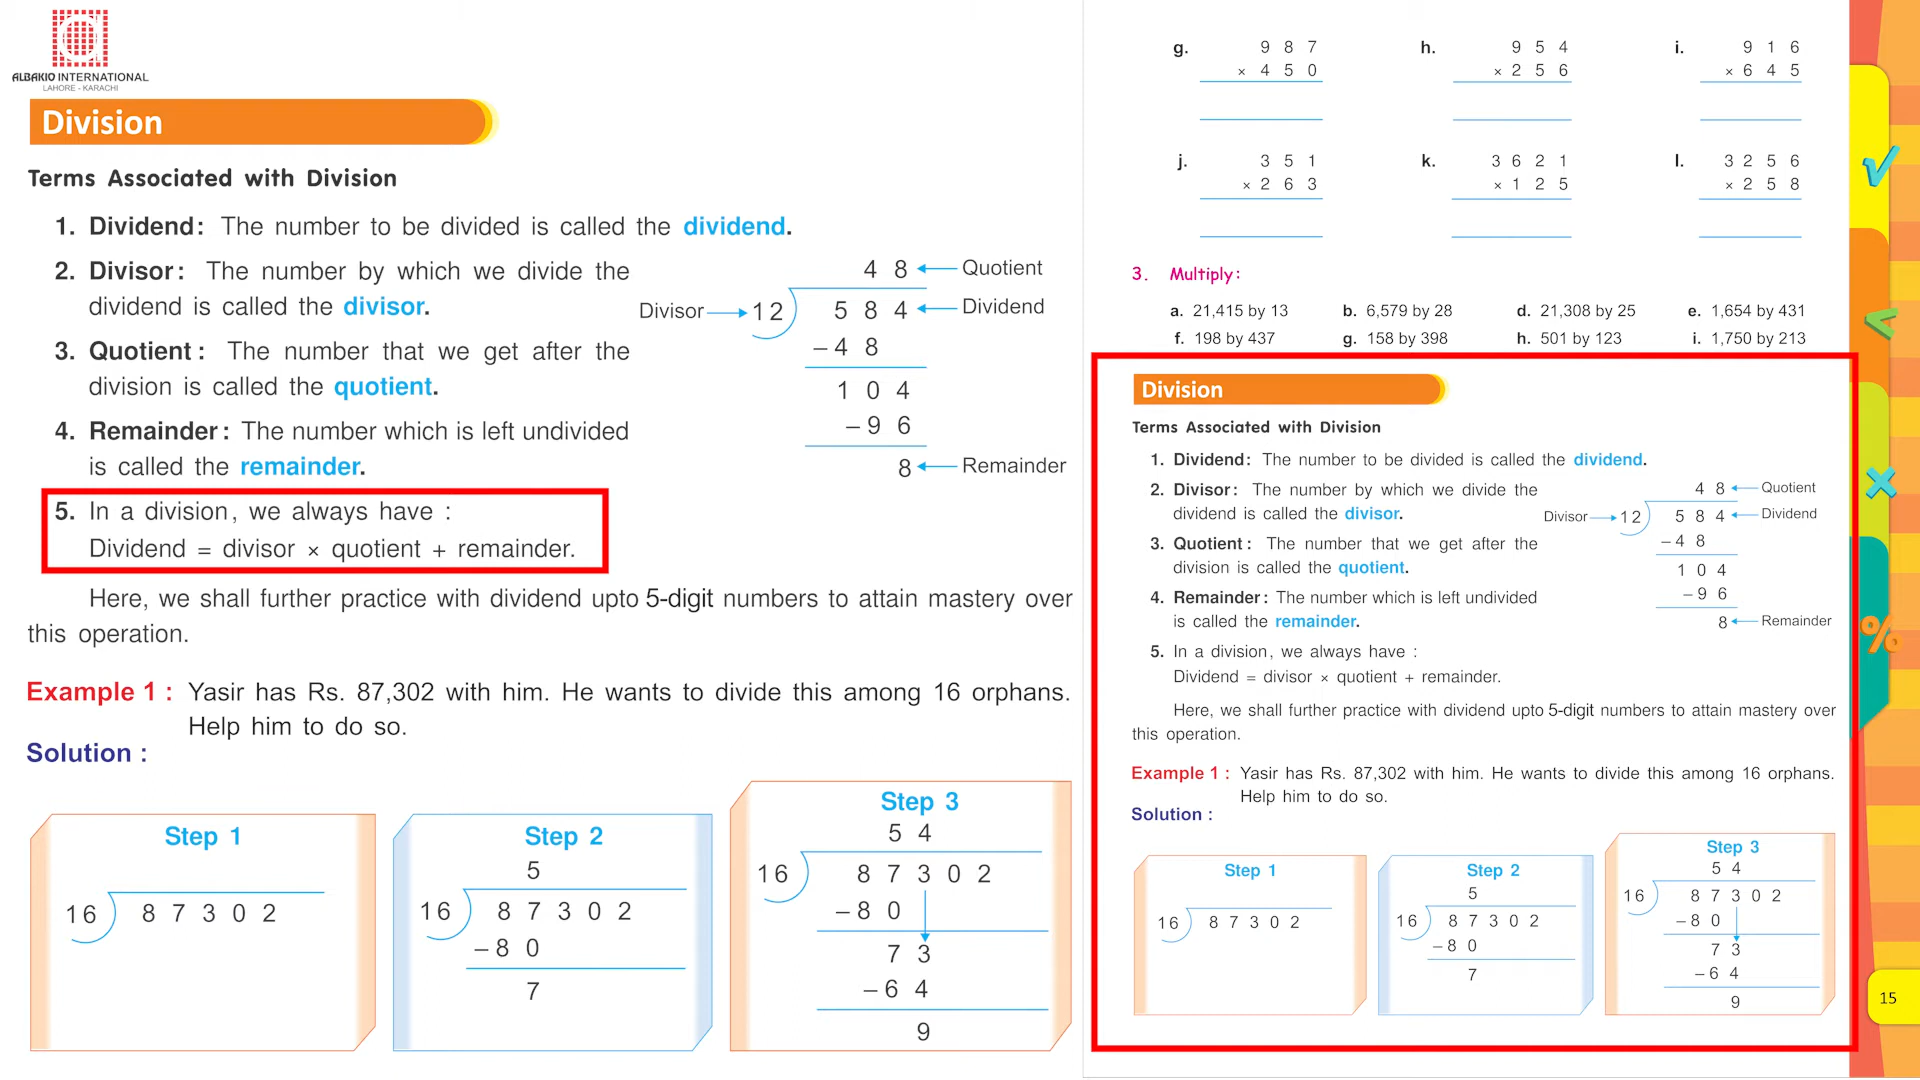 ALBAKIO INTERNATIONAL
LAHORE - KARACHI
Division
Terms Associated with Division
1. Dividend: The number to be divided is called the dividend.
2. Divisor: The number by which we divide the
dividend is called the divisor.
3. Quotient: The number that we get after the
division is called the quotient.
4. Remainder: The number which is left undivided
is called the remainder.
5. In a division, we always have :
Dividend = divisor × quotient + remainder.
4 8 Quotient
Divisor 12 5 8 4 Dividend
–4 8
1 0 4
–9 6
8 Remainder
Here, we shall further practice with dividend upto 5-digit numbers to attain mastery over
this operation.
Example 1 : Yasir has Rs. 87,302 with him. He wants to divide this among 16 orphans.
Help him to do so.
Solution :
Step 1
16 8 7 3 0 2
Step 2
5
16 8 7 3 0 2
–8 0
7
Step 3
5 4
16 8 7 3 0 2
–8 0
7 3
–6 4
9
g. 9 8 7
× 4 5 0
h. 9 5 4
× 2 5 6
i. 9 1 6
× 6 4 5
j. 3 5 1
× 2 6 3
k. 3 6 2 1
× 1 2 5
l. 3 2 5 6
× 2 5 8
3. Multiply:
a. 21,415 by 13 b. 6,579 by 28 d. 21,308 by 25 e. 1,654 by 431
f. 198 by 437 g. 158 by 398 h. 501 by 123 i. 1,750 by 213
Division
Terms Associated with Division
1. Dividend: The number to be divided is called the dividend.
2. Divisor: The number by which we divide the
dividend is called the divisor.
3. Quotient: The number that we get after the
division is called the quotient.
4. Remainder: The number which is left undivided
is called the remainder.
5. In a division, we always have :
Dividend = divisor × quotient + remainder.
4 8 Quotient
Divisor 12 5 8 4 Dividend
–4 8
1 0 4
–9 6
8 Remainder
Here, we shall further practice with dividend upto 5-digit numbers to attain mastery over
this operation.
Example 1 : Yasir has Rs. 87,302 with him. He wants to divide this among 16 orphans.
Help him to do so.
Solution :
Step 1
16 8 7 3 0 2
Step 2
5
16 8 7 3 0 2
–8 0
7
Step 3
5 4
16 8 7 3 0 2
–8 0
7 3
–6 4
9
√
<
×
%
15